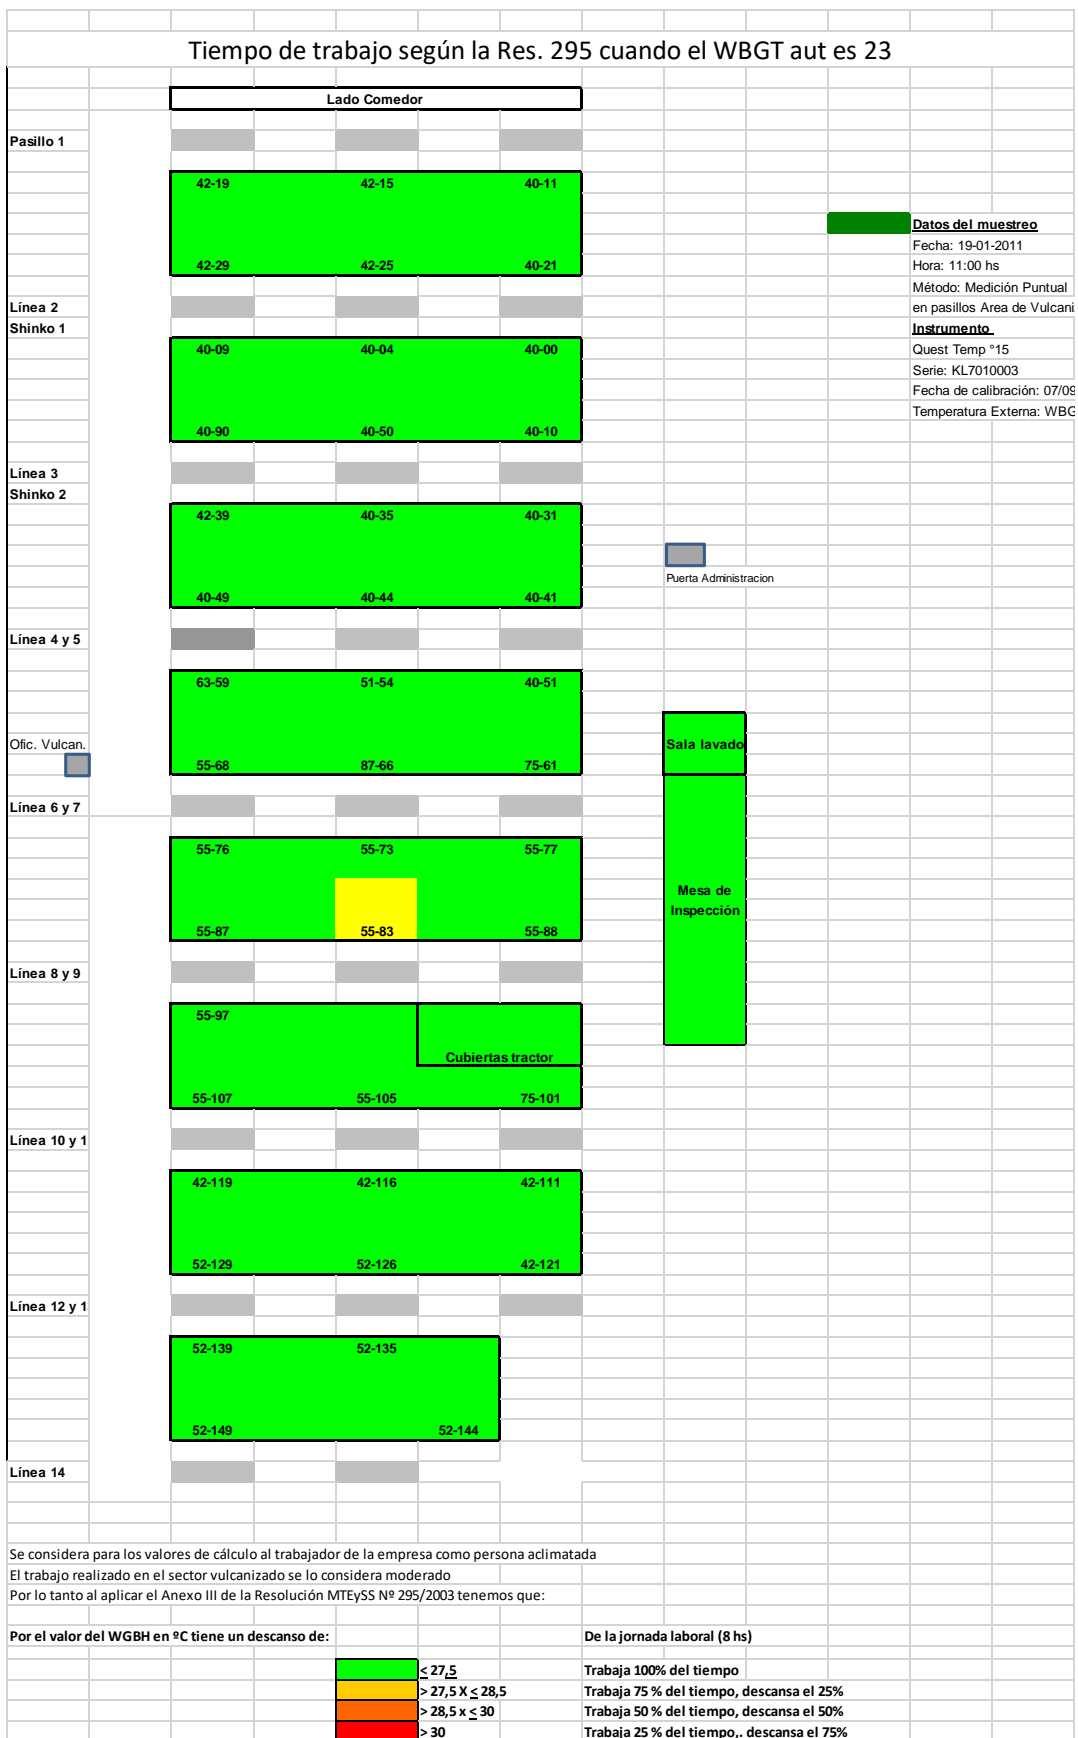 Tiempo de trabajo según la Res. 295 cuando el WBGT aut es 23
Lado Comedor
Pasillo 1
42-19 42-15 40-11
Datos del muestreo
Fecha: 19-01-2011
42-29 42-25 40-21
Hora: 11:00 hs
Método: Medición Puntual
Línea 2
en pasillos Area de Vulcani
Shinko 1
Instrumento
40-09 40-04 40-00
Quest Temp °15
Serie: KL7010003
Fecha de calibración: 07/09
Temperatura Externa: WBG
40-90 40-50 40-10
Línea 3
Shinko 2
42-39 40-35 40-31
Puerta Administracion
40-49 40-44 40-41
Línea 4 y 5
63-59 51-54 40-51
Ofic. Vulcan.
Sala lavado
55-68 87-66 75-61
Línea 6 y 7
55-76 55-73 55-77
Mesa de
Inspección
55-87 55-83 55-88
Línea 8 y 9
55-97
Cubiertas tractor
55-107 55-105 75-101
Línea 10 y 1
42-119 42-116 42-111
52-129 52-126 42-121
Línea 12 y 1
52-139 52-135
52-149 52-144
Línea 14
Se considera para los valores de cálculo al trabajador de la empresa como persona aclimatada
El trabajo realizado en el sector vulcanizado se lo considera moderado
Por lo tanto al aplicar el Anexo III de la Resolución MTEySS Nº 295/2003 tenemos que:
Por el valor del WGBH en ºC tiene un descanso de: De la jornada laboral (8 hs)
≤ 27,5 Trabaja 100% del tiempo
> 27,5 X ≤ 28,5 Trabaja 75 % del tiempo, descansa el 25%
> 28,5 x ≤ 30 Trabaja 50 % del tiempo, descansa el 50%
> 30 Trabaja 25 % del tiempo,. descansa el 75%